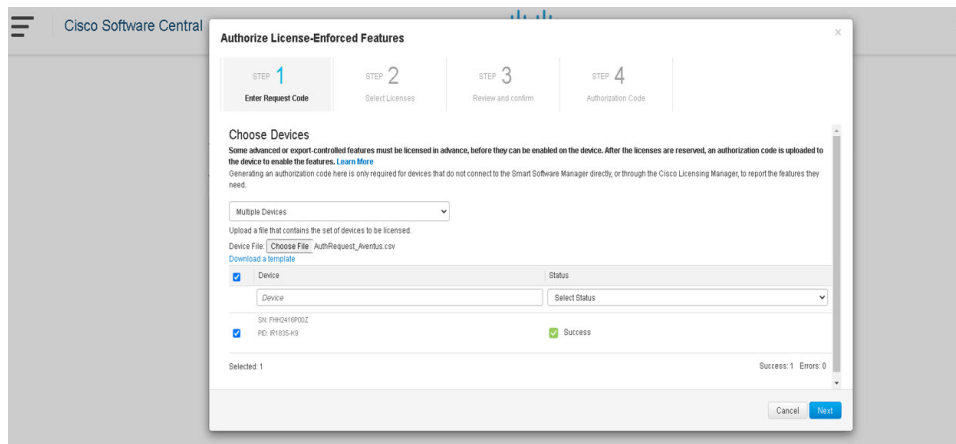 Cisco Software Central
Authorize License-Enforced Features
×
STEP 1
Enter Request Code
STEP 2
Select Licenses
STEP 3
Review and confirm
STEP 4
Authorization Code
Choose Devices
Some advanced or export-controlled features must be licensed in advance, before they can be enabled on the device. After the licenses are reserved, an authorization code is uploaded to
the device to enable the features. Learn More
Generating an authorization code here is only required for devices that do not connect to the Smart Software Manager directly, or through the Cisco Licensing Manager, to report the features they
need.
Multiple Devices
Upload a file that contains the set of devices to be licensed.
Device File: Choose File AuthRequest_Aventus.csv
Download a template
Device Status
Device Select Status
SN: FHH2416P00Z
PID: IR1835-K9
Success
Selected: 1 Success: 1 Errors: 0
Cancel Next